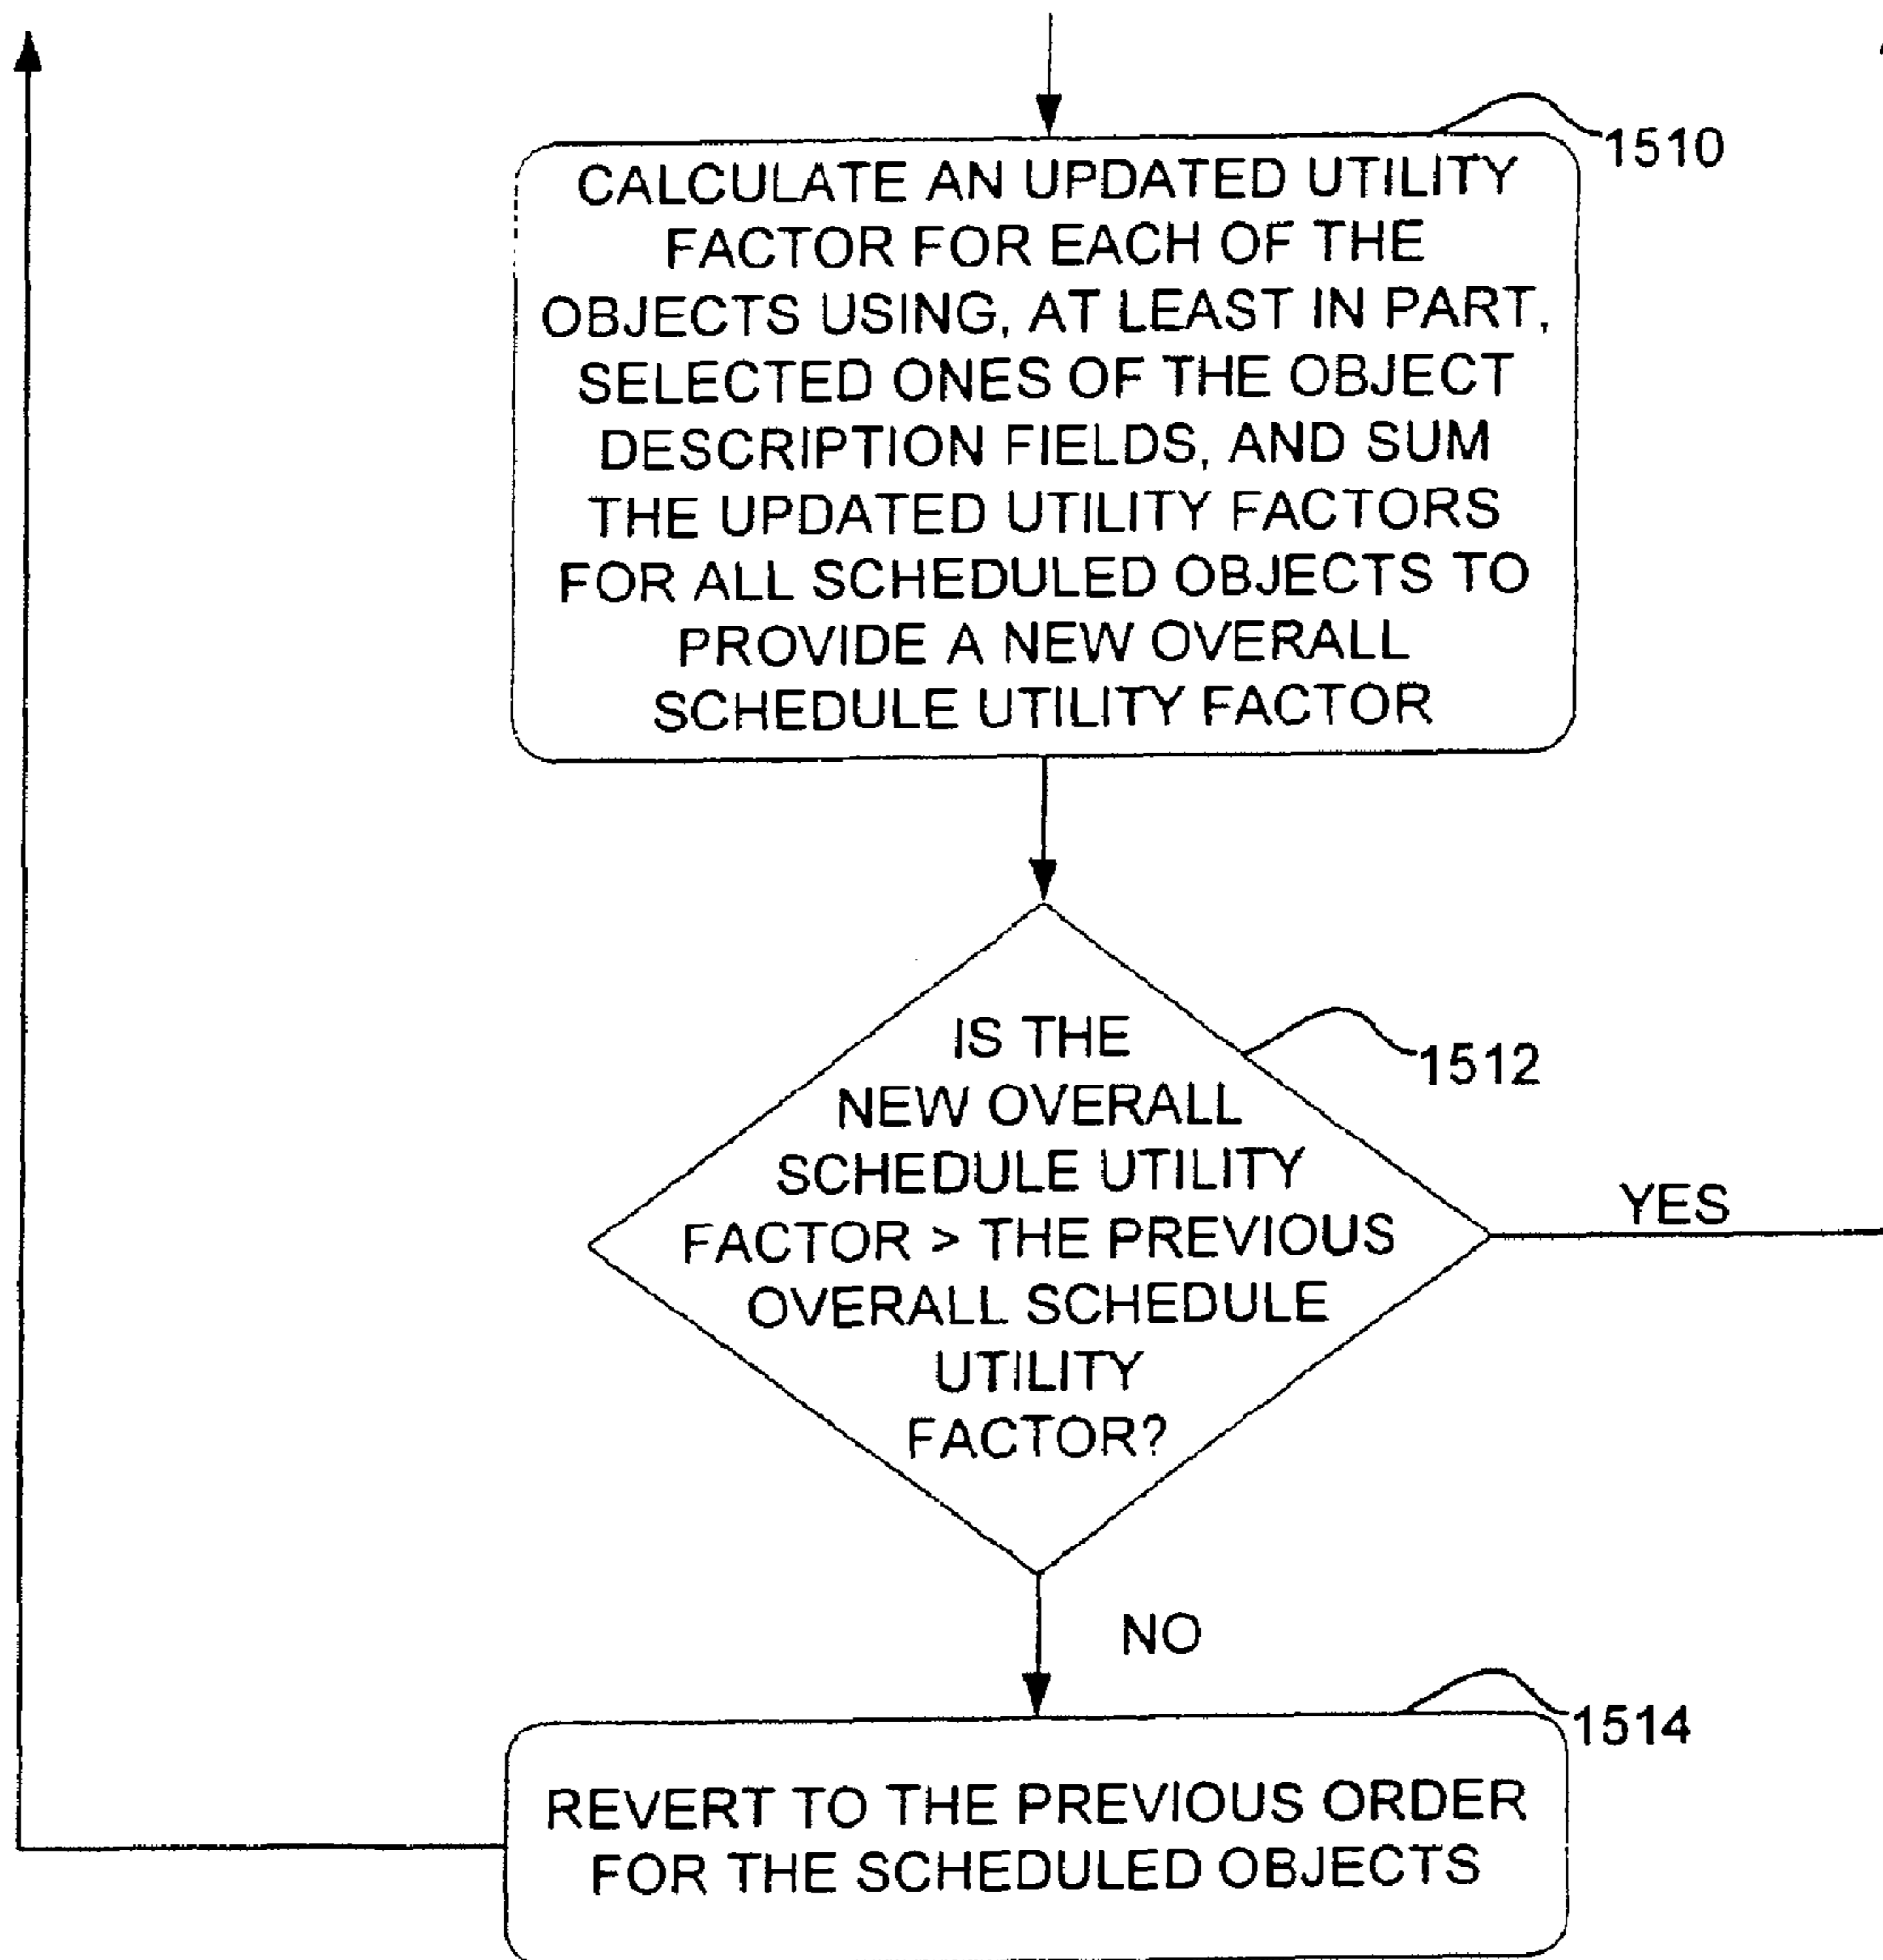 1510
CALCULATE AN UPDATED UTILITY
FACTOR FOR EACH OF THE
OBJECTS USING, AT LEAST IN PART,
SELECTED ONES OF THE OBJECT
DESCRIPTION FIELDS, AND SUM
THE UPDATED UTILITY FACTORS
FOR ALL SCHEDULED OBJECTS TO
PROVIDE A NEW OVERALL
SCHEDULE UTILITY FACTOR
IS THE
NEW OVERALL
SCHEDULE UTILITY
FACTOR > THE PREVIOUS
OVERALL SCHEDULE
UTILITY
FACTOR?
1512
YES
NO
1514
REVERT TO THE PREVIOUS ORDER
FOR THE SCHEDULED OBJECTS